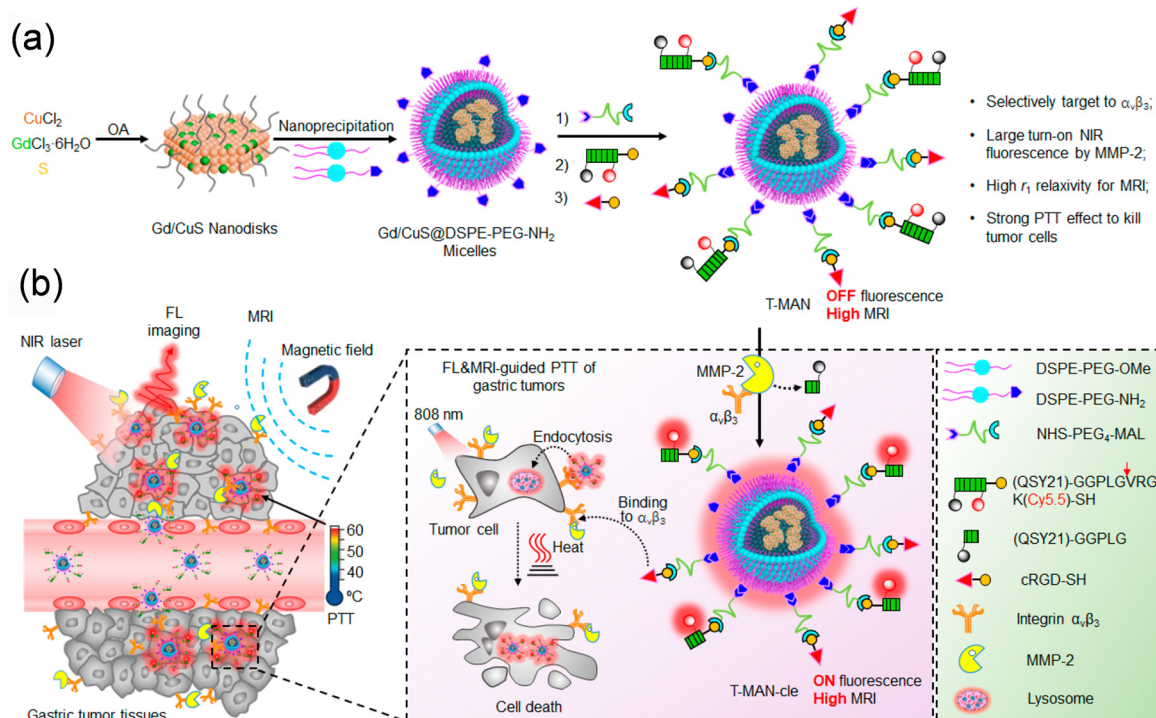 (a)
CuCl2
GdCl3·6H2O
S
OA
Gd/CuS Nanodisks
Nanoprecipitation
Gd/CuS@DSPE-PEG-NH2
Micelles
1)
2)
3)
T-MAN
OFF fluorescence
High MRI
• Selectively target to αvβ3;
• Large turn-on NIR
fluorescence by MMP-2;
• High r1 relaxivity for MRI;
• Strong PTT effect to kill
tumor cells
(b)
NIR laser
FL
imaging
MRI
Magnetic field
60
50
40
ºC
PTT
Gastric tumor tissues
FL&MRI-guided PTT of
gastric tumors
808 nm
Endocytosis
Tumor cell
Heat
Cell death
Binding
to αvβ3
MMP-2
αvβ3
T-MAN-cle
ON fluorescence
High MRI
DSPE-PEG-OMe
DSPE-PEG-NH2
NHS-PEG4-MAL
(QSY21)-GGPLGVRG
K(Cy5.5)-SH
(QSY21)-GGPLG
cRGD-SH
Integrin αvβ3
MMP-2
Lysosome